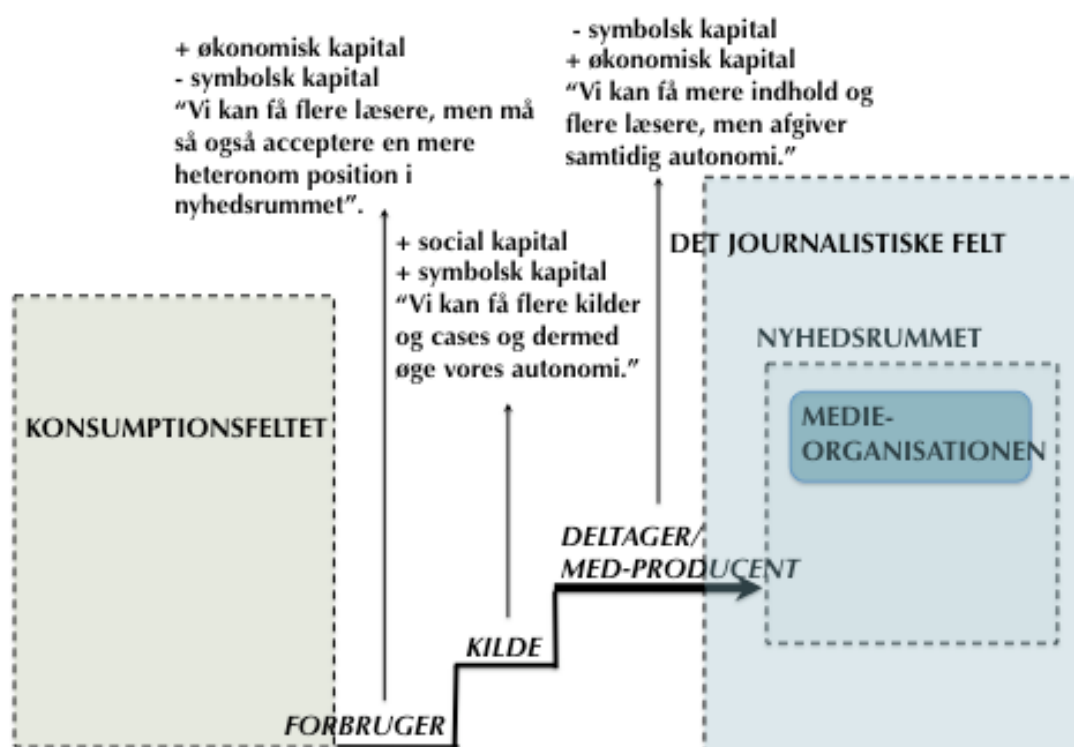 + økonomisk kapital
- symbolsk kapital
“Vi kan få flere læsere, men må
så også acceptere en mere
heteronom position i
nyhedsrummet”.
- symbolsk kapital
+ økonomisk kapital
“Vi kan få mere indhold og
flere læsere, men afgiver
samtidig autonomi.”
+ social kapital
+ symbolsk kapital
“Vi kan få flere kilder
og cases og dermed
øge vores autonomi.”
DET JOURNALISTISKE FELT
NYHEDSRUMMET
MEDIE-
ORGANISATIONEN
KONSUMPTIONSFELTET
DELTAGER/
MED-PRODUCENT
KILDE
FORBRUGER